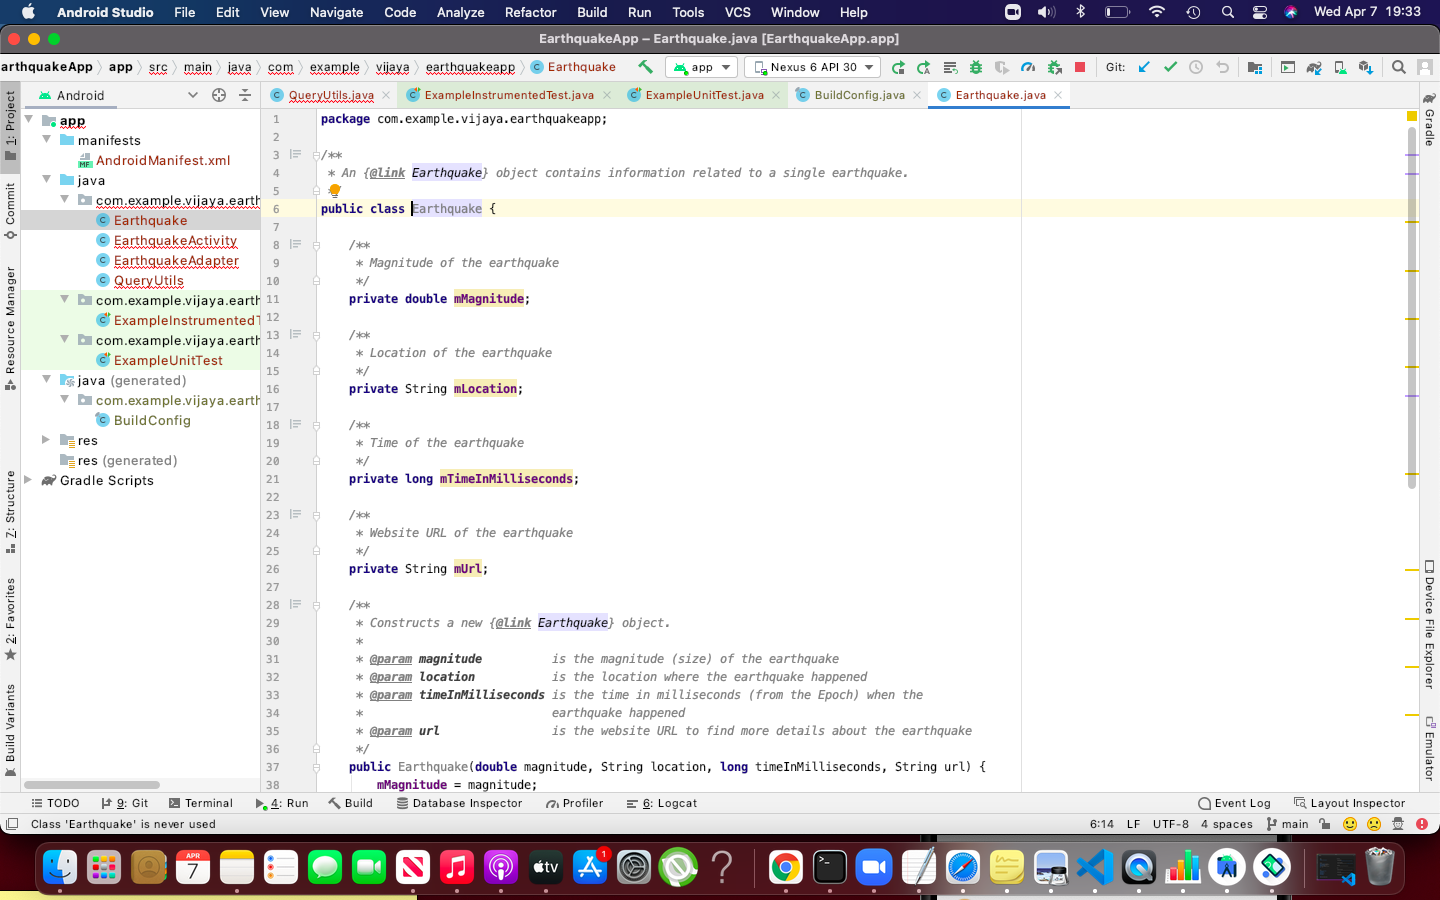 Android Studio File Edit View Navigate Code Analyze Refactor Build Run Tools VCS Window Help Wed Apr 7 19:33
EarthquakeApp – Earthquake.java [EarthquakeApp.app]
arthquakeApp app src main java com example vijaya earthquakeapp Earthquake app Nexus 6 API 30 Git:
Android
QueryUtils.java ExampleInstrumentedTest.java ExampleUnitTest.java BuildConfig.java Earthquake.java
1: Project
Commit
Resource Manager
Z: Structure
2: Favorites
Build Variants
app
manifests
MF AndroidManifest.xml
java
com.example.vijaya.earth
Earthquake
EarthquakeActivity
EarthquakeAdapter
QueryUtils
com.example.vijaya.earth
ExampleInstrumentedT
com.example.vijaya.earth
ExampleUnitTest
java (generated)
com.example.vijaya.earth
BuildConfig
res
res (generated)
Gradle Scripts
1 package com.example.vijaya.earthquakeapp;
2
3 /**
4 * An {@link Earthquake} object contains information related to a single earthquake.
5
6 public class Earthquake {
7
8 /**
9 * Magnitude of the earthquake
10 */
11 private double mMagnitude;
12
13 /**
14 * Location of the earthquake
15 */
16 private String mLocation;
17
18 /**
19 * Time of the earthquake
20 */
21 private long mTimeInMilliseconds;
22
23 /**
24 * Website URL of the earthquake
25 */
26 private String mUrl;
27
28 /**
29 * Constructs a new {@link Earthquake} object.
30 *
31 * @param magnitude is the magnitude (size) of the earthquake
32 * @param location is the location where the earthquake happened
33 * @param timeInMilliseconds is the time in milliseconds (from the Epoch) when the
34 * earthquake happened
35 * @param url is the website URL to find more details about the earthquake
36 */
37 public Earthquake(double magnitude, String location, long timeInMilliseconds, String url) {
38 mMagnitude = magnitude;
Gradle
Device File Explorer
Emulator
TODO 9: Git Terminal 4: Run Build Database Inspector Profiler 6: Logcat Event Log Layout Inspector
Class 'Earthquake' is never used 6:14 LF UTF-8 4 spaces main
APR
7
tv
1